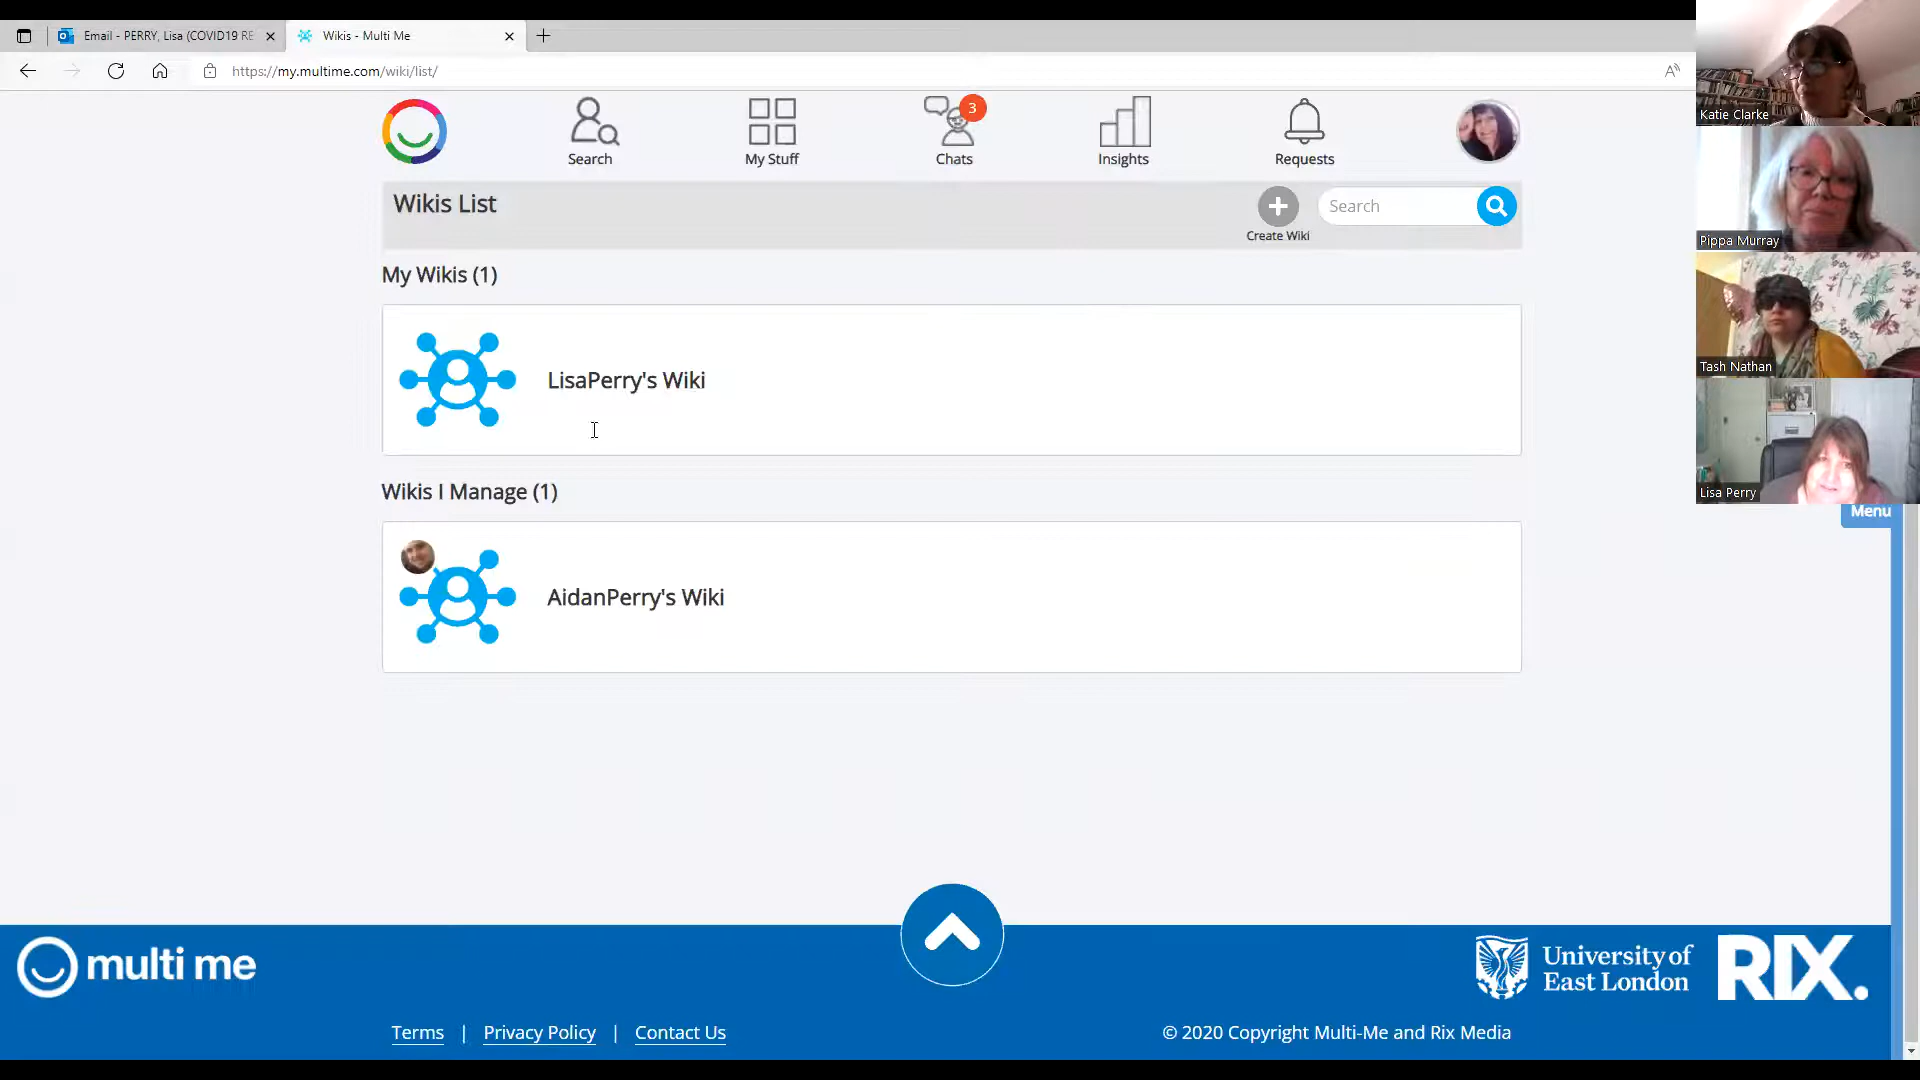 Email - PERRY, Lisa (COVID19 RE
Wikis - Multi Me
https://my.multime.com/wiki/list/
Search
My Stuff
3
Chats
Insights
Requests
Wikis List
Create Wiki
Search
My Wikis (1)
LisaPerry's Wiki
Wikis I Manage (1)
AidanPerry's Wiki
Katie Clarke
Pippa Murray
Tash Nathan
Lisa Perry
Menu
multi me
University of
East London
RIX.
Terms | Privacy Policy | Contact Us
© 2020 Copyright Multi-Me and Rix Media